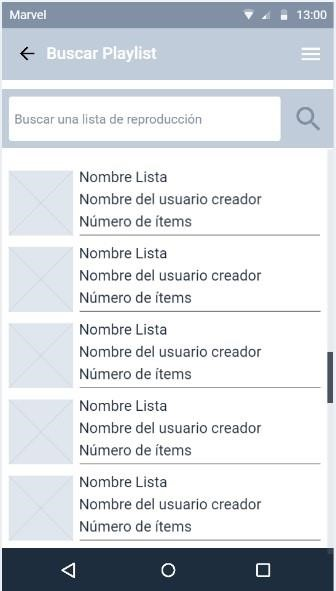 Marvel 13:00
Buscar Playlist
Buscar una lista de reproducción
Nombre Lista
Nombre del usuario creador
Número de ítems
Nombre Lista
Nombre del usuario creador
Número de ítems
Nombre Lista
Nombre del usuario creador
Número de ítems
Nombre Lista
Nombre del usuario creador
Número de ítems
Nombre Lista
Nombre del usuario creador
Número de ítems